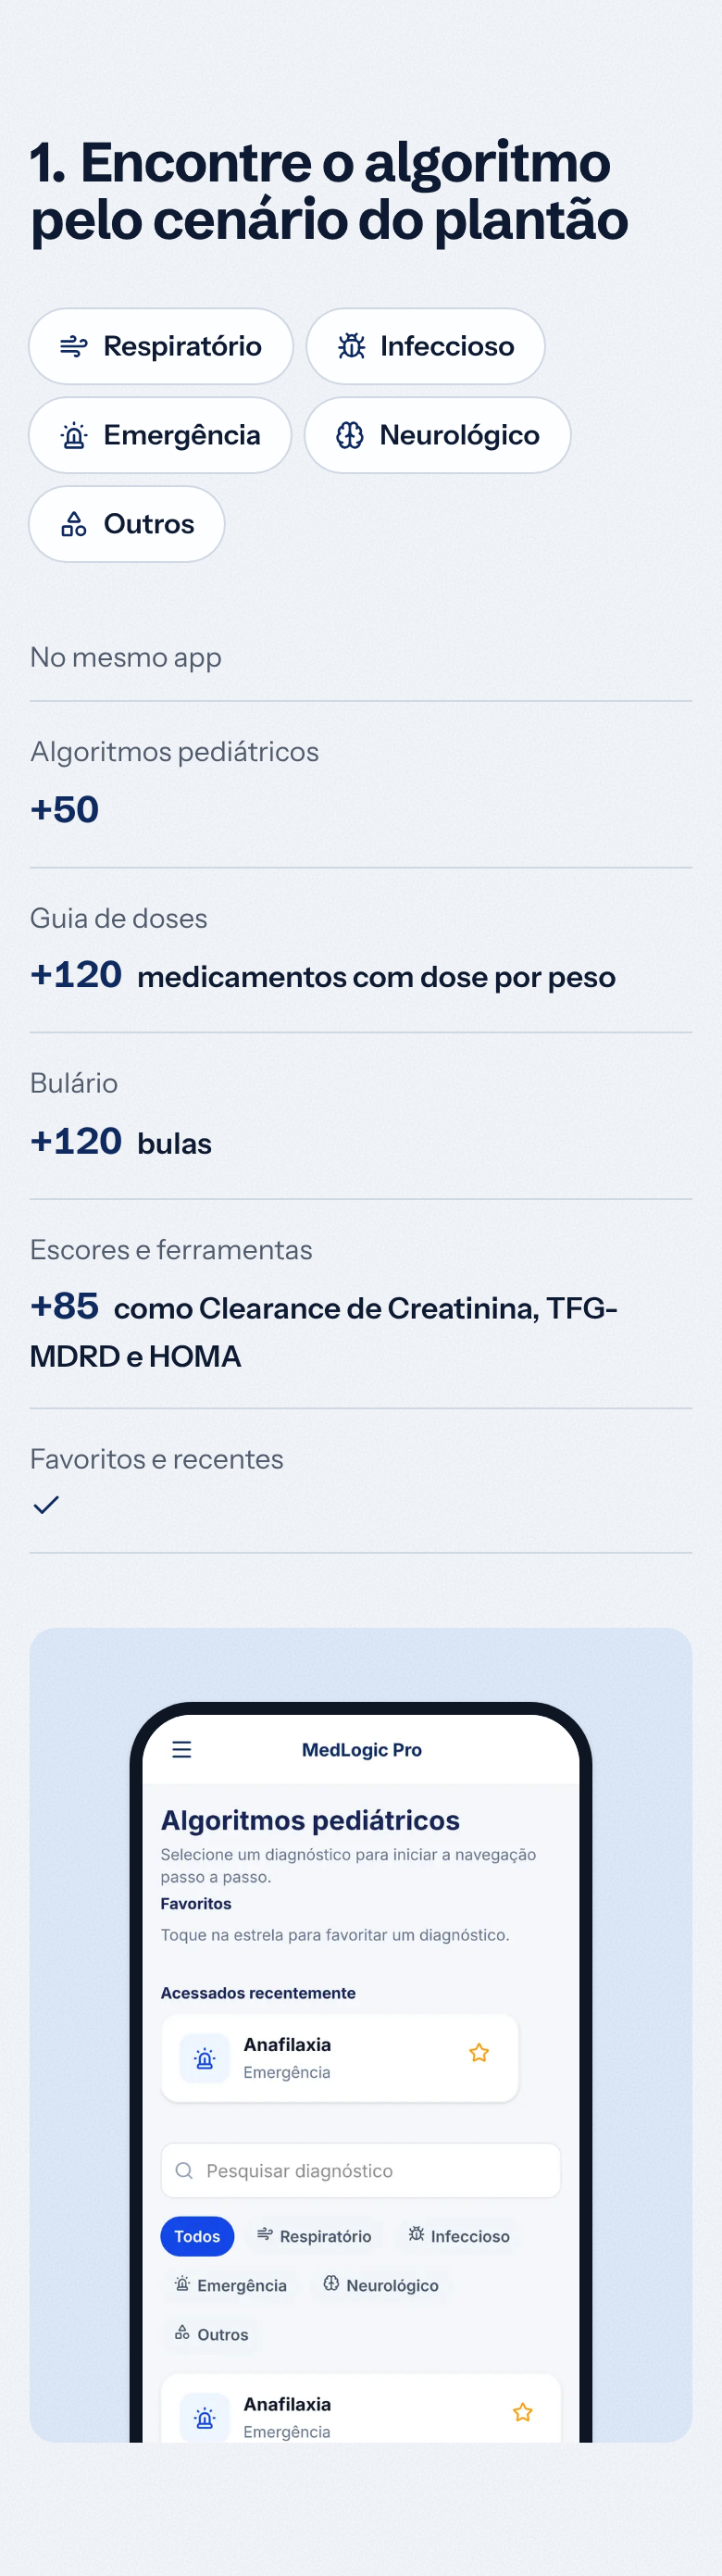 1. Encontre o algoritmo
pelo cenário do plantão
Respiratório
Infeccioso
Emergência
Neurológico
Outros
No mesmo app
Algoritmos pediátricos
+50
Guia de doses
+120 medicamentos com dose por peso
Bulário
+120 bulas
Escores e ferramentas
+85 como Clearance de Creatinina, TFG-
MDRD e HOMA
Favoritos e recentes
MedLogic Pro
Algoritmos pediátricos
Selecione um diagnóstico para iniciar a navegação
passo a passo.
Favoritos
Toque na estrela para favoritar um diagnóstico.
Acessados recentemente
Anafilaxia
Emergência
Pesquisar diagnóstico
Todos
Respiratório
Infeccioso
Emergência
Neurológico
Outros
Anafilaxia
Emergência